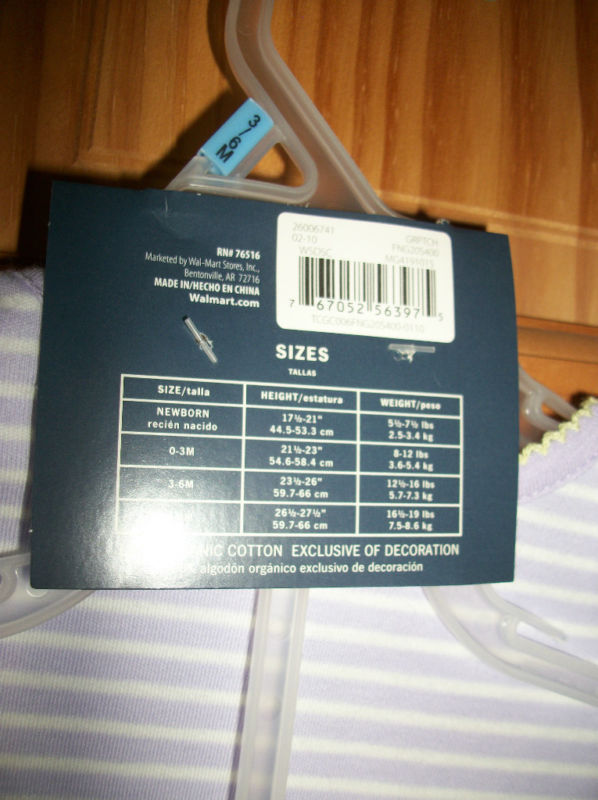 3/6M
RN# 76516
Marketed by Wal-Mart Stores, Inc.,
Bentonville, AR 72716
MADE IN/HECHO EN CHINA
Walmart.com
26006741 GRPTCH
02-10 FNG20S400
WSDSC MG4191015
7 67052 56397 5
TCGC006FNG20S400-0110
SIZES
TALLAS
SIZE/talla HEIGHT/estatura WEIGHT/peso
NEWBORN 17½-21" 5½-7½ lbs
recién nacido 44.5-53.3 cm 2.5-3.4 kg
0-3M 21½-23" 8-12 lbs
54.6-58.4 cm 3.6-5.4 kg
3-6M 23½-26" 12½-16 lbs
59.7-66 cm 5.7-7.3 kg
26½-27½" 16½-19 lbs
59.7-66 cm 7.5-8.6 kg
COTTON EXCLUSIVE OF DECORATION
algodón orgánico exclusivo de decoración